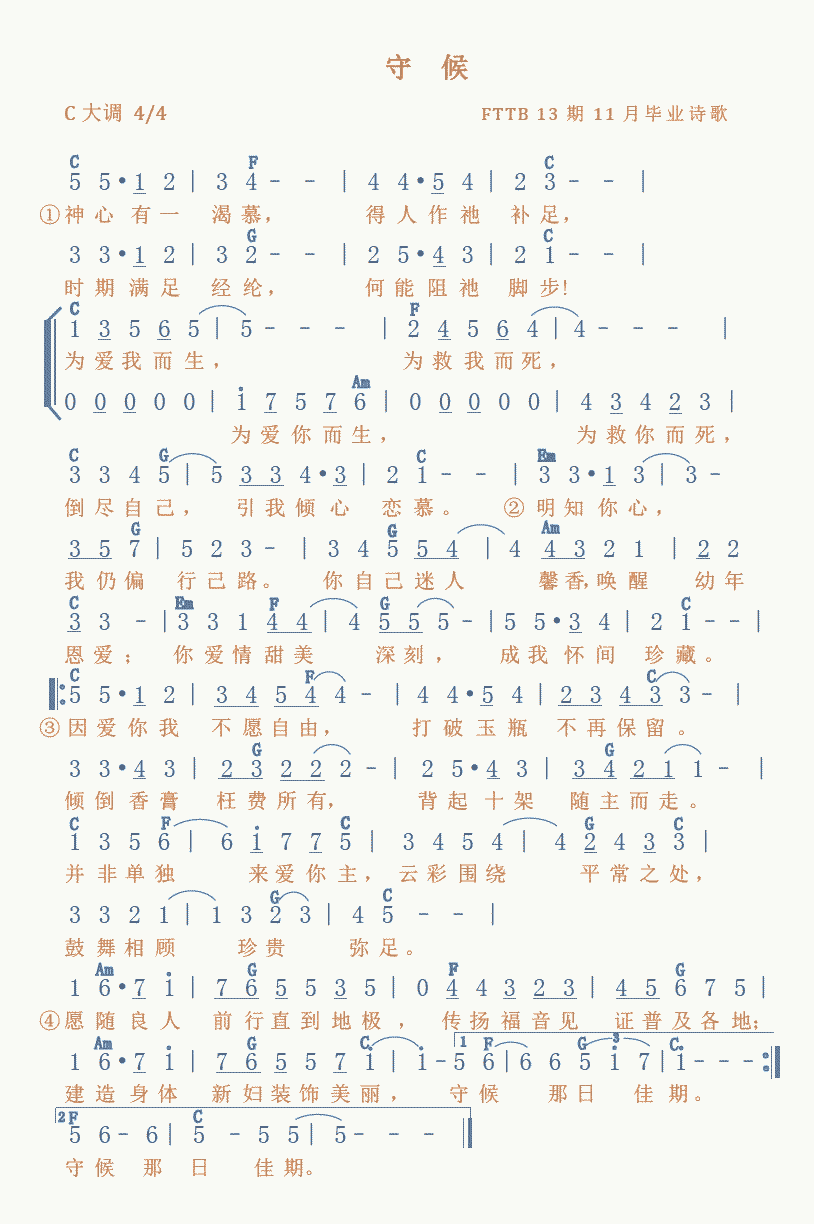 守 候
C 大调 4/4 FTTB 13 期 11 月毕业诗歌
C F C
5 5·1 2 | 3 4 - - | 4 4·5 4 | 2 3 - - |
①神 心 有 一 渴 慕， 得 人 作 祂 补 足，
G C
3 3·1 2 | 3 2 - - | 2 5·4 3 | 2 1 - - |
时 期 满 足 经 纶， 何 能 阻 祂 脚 步！
C F
1 3 5 6 5 | 5 - - - | 2 4 5 6 4 | 4 - - - |
为 爱 我 而 生， 为 救 我 而 死，
Am
0 0 0 0 0 | i 7 5 7 6 | 0 0 0 0 0 | 4 3 4 2 3 |
为 爱 你 而 生， 为 救 你 而 死，
C G C Em
3 3 4 5 | 5 3 3 4·3 | 2 1 - - | 3 3·1 3 | 3 -
倒 尽 自 己， 引 我 倾 心 恋 慕。 ② 明 知 你 心，
G G Am
3 5 7 | 5 2 3 - | 3 4 5 5 4 | 4 4 3 2 1 | 2 2
我 仍 偏 行 己 路。 你 自 己 迷 人 馨 香，唤 醒 幼 年
C Em F G C
3 3 - | 3 3 1 4 4 | 4 5 5 5 - | 5 5·3 4 | 2 1 - - |
恩 爱； 你 爱 情 甜 美 深 刻， 成 我 怀 间 珍 藏。
C F C
5 5·1 2 | 3 4 5 4 4 - | 4 4·5 4 | 2 3 4 3 3 - |
③因 爱 你 我 不 愿 自 由， 打 破 玉 瓶 不 再 保 留。
G G
3 3·4 3 | 2 3 2 2 2 - | 2 5·4 3 | 3 4 2 1 1 - |
倾 倒 香 膏 枉 费 所 有， 背 起 十 架 随 主 而 走。
C F C G C
1 3 5 6 | 6 i 7 7 5 | 3 4 5 4 | 4 2 4 3 3 |
并 非 单 独 来 爱 你 主， 云 彩 围 绕 平 常 之 处，
G C
3 3 2 1 | 1 3 2 3 | 4 5 - - |
鼓 舞 相 顾 珍 贵 弥 足。
Am G F G
1 6·7 i | 7 6 5 5 3 5 | 0 4 4 3 2 3 | 4 5 6 7 5 |
④愿 随 良 人 前 行 直 到 地 极， 传 扬 福 音 见 证 普 及 各 地；
Am G C 1 F G 3 C
1 6·7 i | 7 6 5 5 7 i | i - 5 6 | 6 6 5 i 7 | i - - -
建 造 身 体 新 妇 装 饰 美 丽， 守 候 那 日 佳 期。
2 F C
5 6 - 6 | 5 - 5 5 | 5 - - -
守 候 那 日 佳 期。